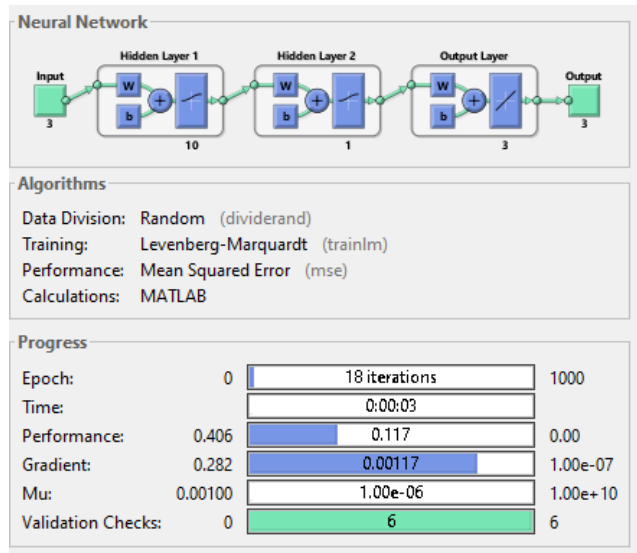 Neural Network
Hidden Layer 1 Hidden Layer 2 Output Layer
Input Output
W W W
b b b
+ + +
3 3
10 1 3
Algorithms
Data Division: Random (dividerand)
Training: Levenberg-Marquardt (trainlm)
Performance: Mean Squared Error (mse)
Calculations: MATLAB
Progress
Epoch: 0 18 iterations 1000
Time: 0:00:03
Performance: 0.406 0.117 0.00
Gradient: 0.282 0.00117 1.00e-07
Mu: 0.00100 1.00e-06 1.00e+10
Validation Checks: 0 6 6